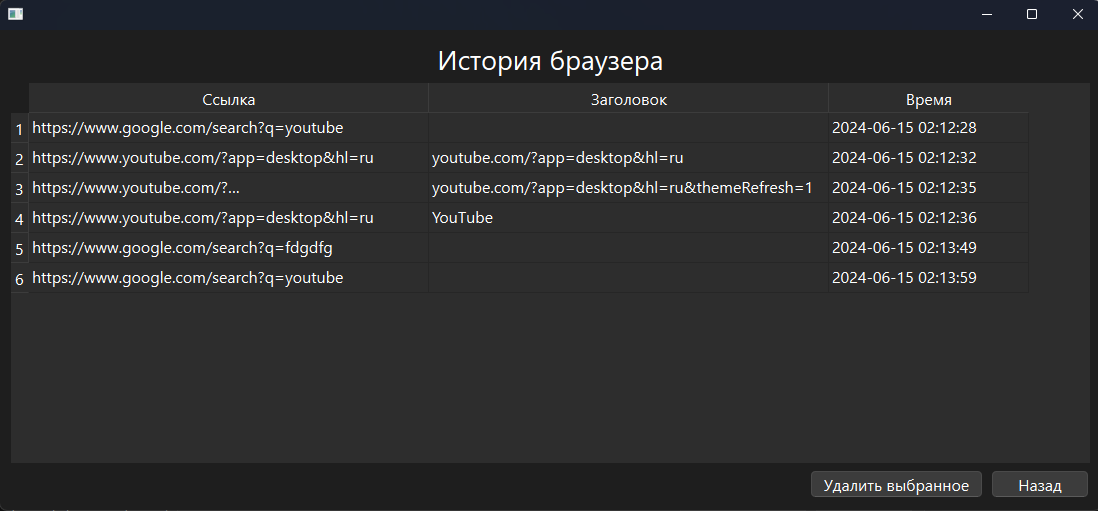 История браузера
Ссылка Заголовок Время
1 https://www.google.com/search?q=youtube 2024-06-15 02:12:28
2 https://www.youtube.com/?app=desktop&hl=ru youtube.com/?app=desktop&hl=ru 2024-06-15 02:12:32
3 https://www.youtube.com/?... youtube.com/?app=desktop&hl=ru&themeRefresh=1 2024-06-15 02:12:35
4 https://www.youtube.com/?app=desktop&hl=ru YouTube 2024-06-15 02:12:36
5 https://www.google.com/search?q=fdgdfg 2024-06-15 02:13:49
6 https://www.google.com/search?q=youtube 2024-06-15 02:13:59
Удалить выбранное Назад